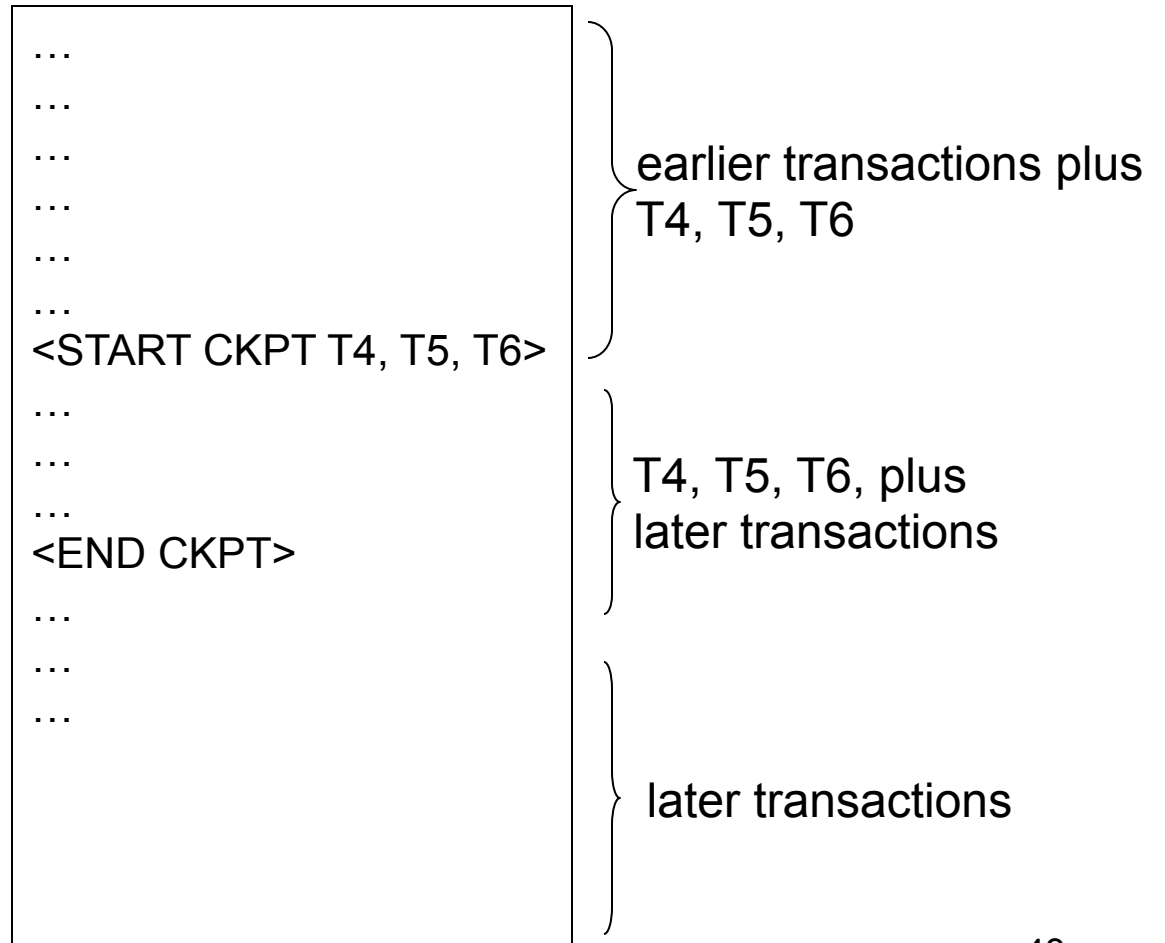 …
…
…
…
…
…
<START CKPT T4, T5, T6>
…
…
…
<END CKPT>
…
…
…
earlier transactions plus
T4, T5, T6
T4, T5, T6, plus
later transactions
later transactions